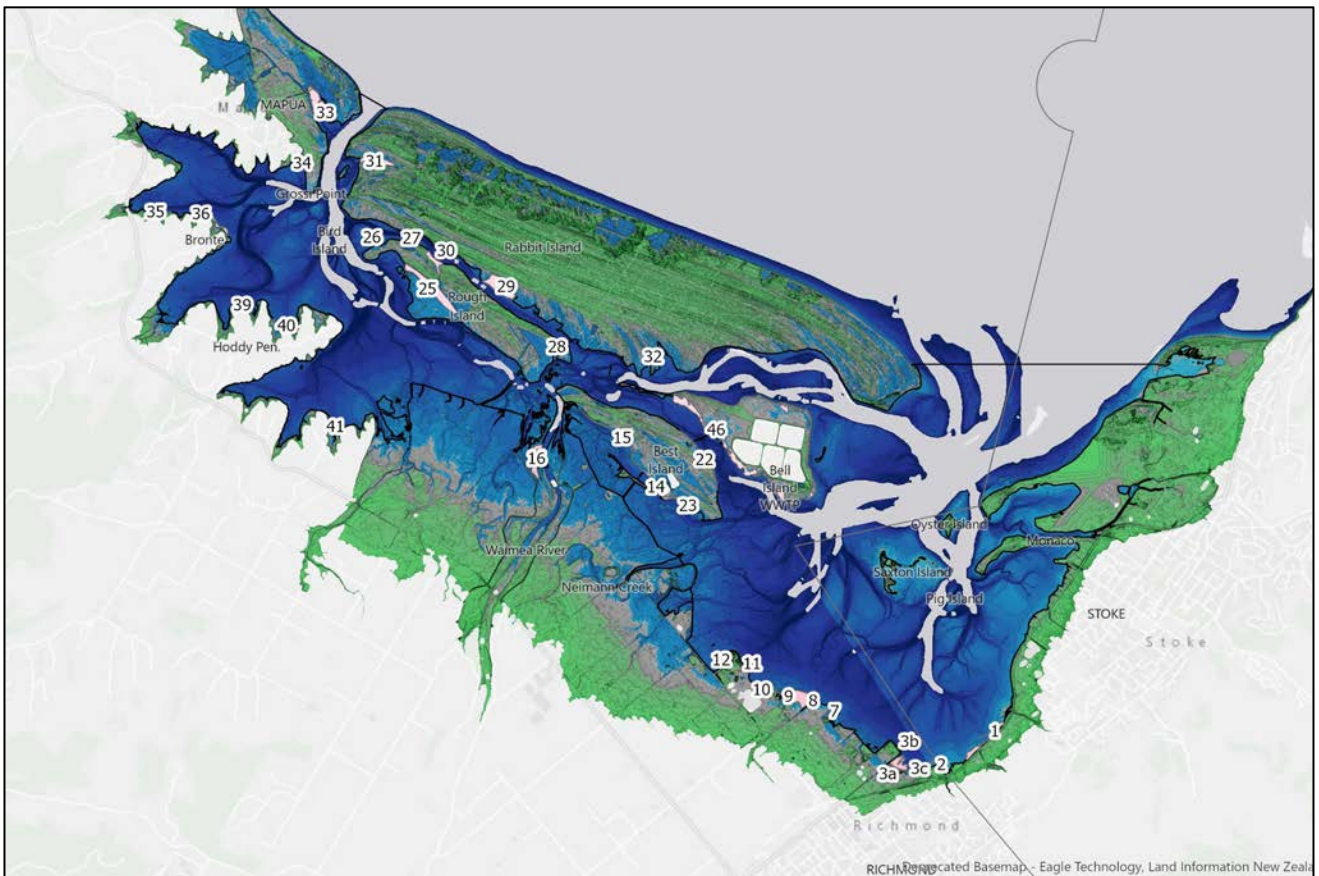 MAPUA
33
34
31
Grossi Point
35
36
Bronte
Bird
Island
26
27
30
29
Rabbit Island
25
Rough
Island
39
40
Hoddy Pen.
28
32
41
15
46
16
Best
Island
22
14
23
Bell
Island
WWTP
Oyster Island
Monaco
Waimea River
Neimann Creek
Saxton Island
Pig Island
STOKE
Stoke
12
11
10
9
8
7
1
3b
3a
3c
2
Richmond
RICHMOND
Deprecated Basemap - Eagle Technology, Land Information New Zeala